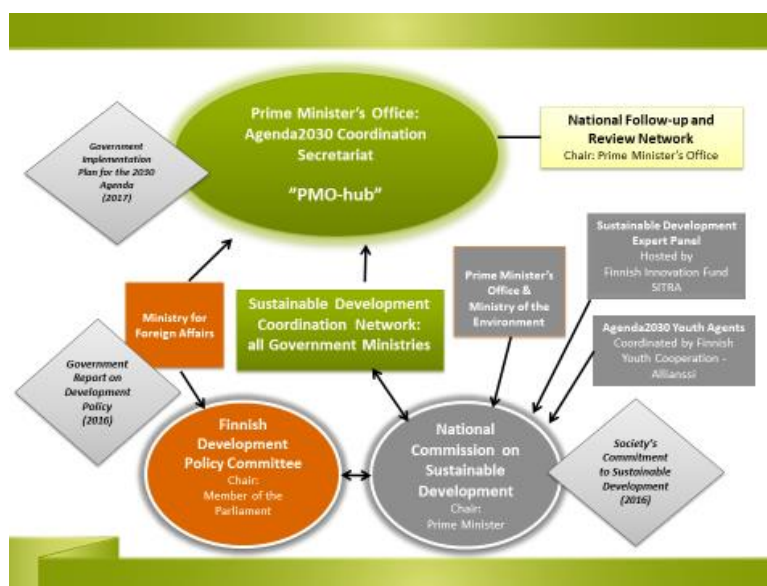 Prime Minister's Office:
Agenda2030 Coordination
Secretariat
"PMO-hub"
National Follow-up and
Review Network
Chair: Prime Minister's Office
Government
Implementation
Plan for the 2030
Agenda
(2017)
Sustainable Development
Expert Panel
Hosted by
Finnish Innovation Fund
SITRA
Prime Minister's
Office &
Ministry of the
Environment
Ministry for
Foreign Affairs
Sustainable Development
Coordination Network:
all Government Ministries
Agenda2030 Youth Agents
Coordinated by Finnish
Youth Cooperation -
Allianssi
Government
Report on
Development
Policy
(2016)
Finnish
Development
Policy Committee
Chair:
Member of the
Parliament
National
Commission on
Sustainable
Development
Chair:
Prime Minister
Society's
Commitment
to Sustainable
Development
(2016)